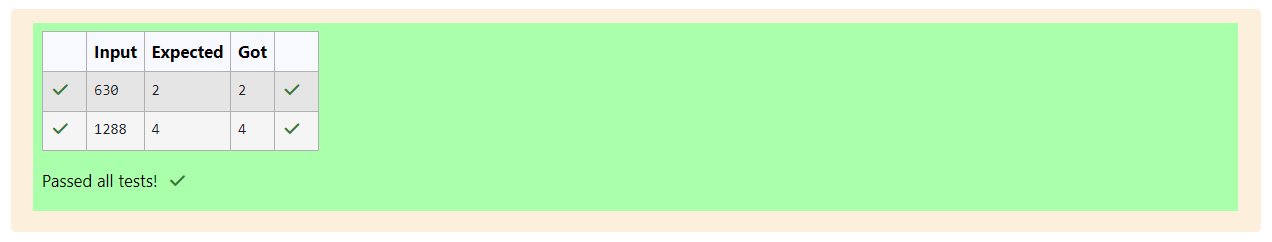 Input Expected Got
630 2 2
1288 4 4
Passed all tests!